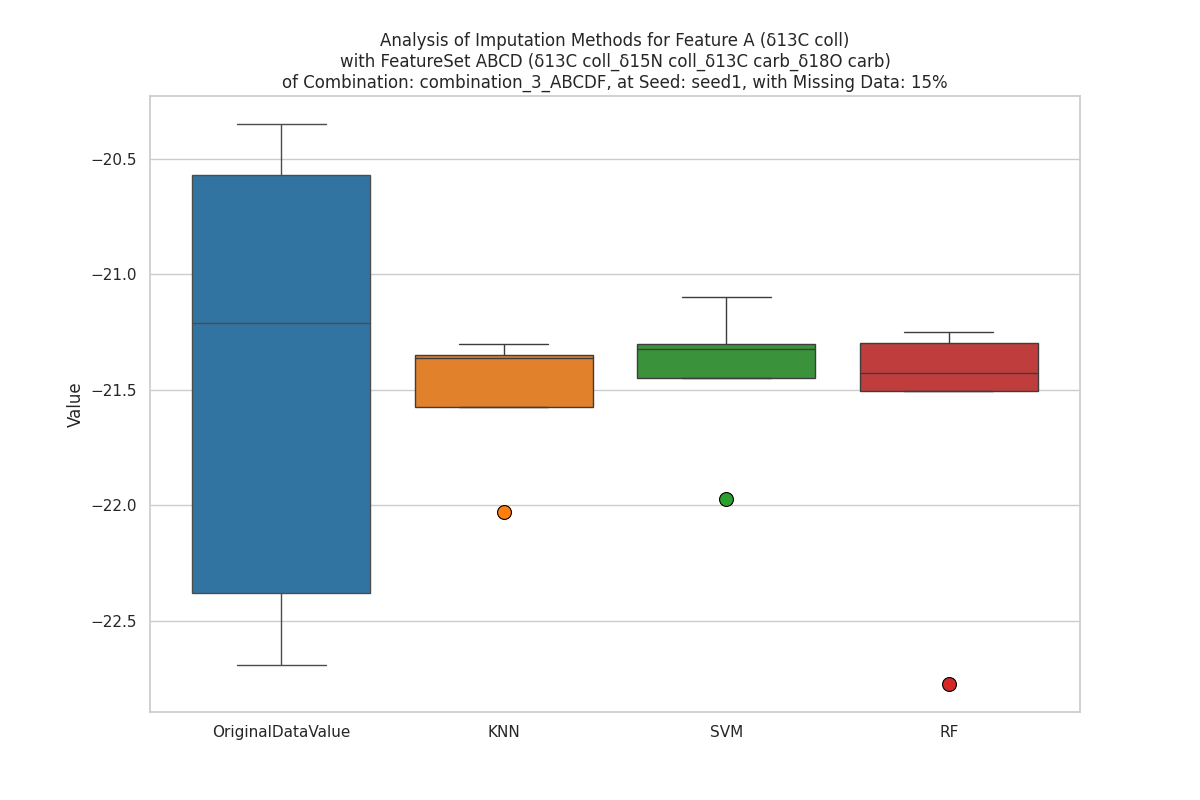 Analysis of Imputation Methods for Feature A (δ13C coll)
with FeatureSet ABCD (δ13C coll_δ15N coll_δ13C carb_δ18O carb)
of Combination: combination_3_ABCDF, at Seed: seed1, with Missing Data: 15%
−20.5
−21.0
−21.5
−22.0
−22.5
Value
OriginalDataValue
KNN
SVM
RF